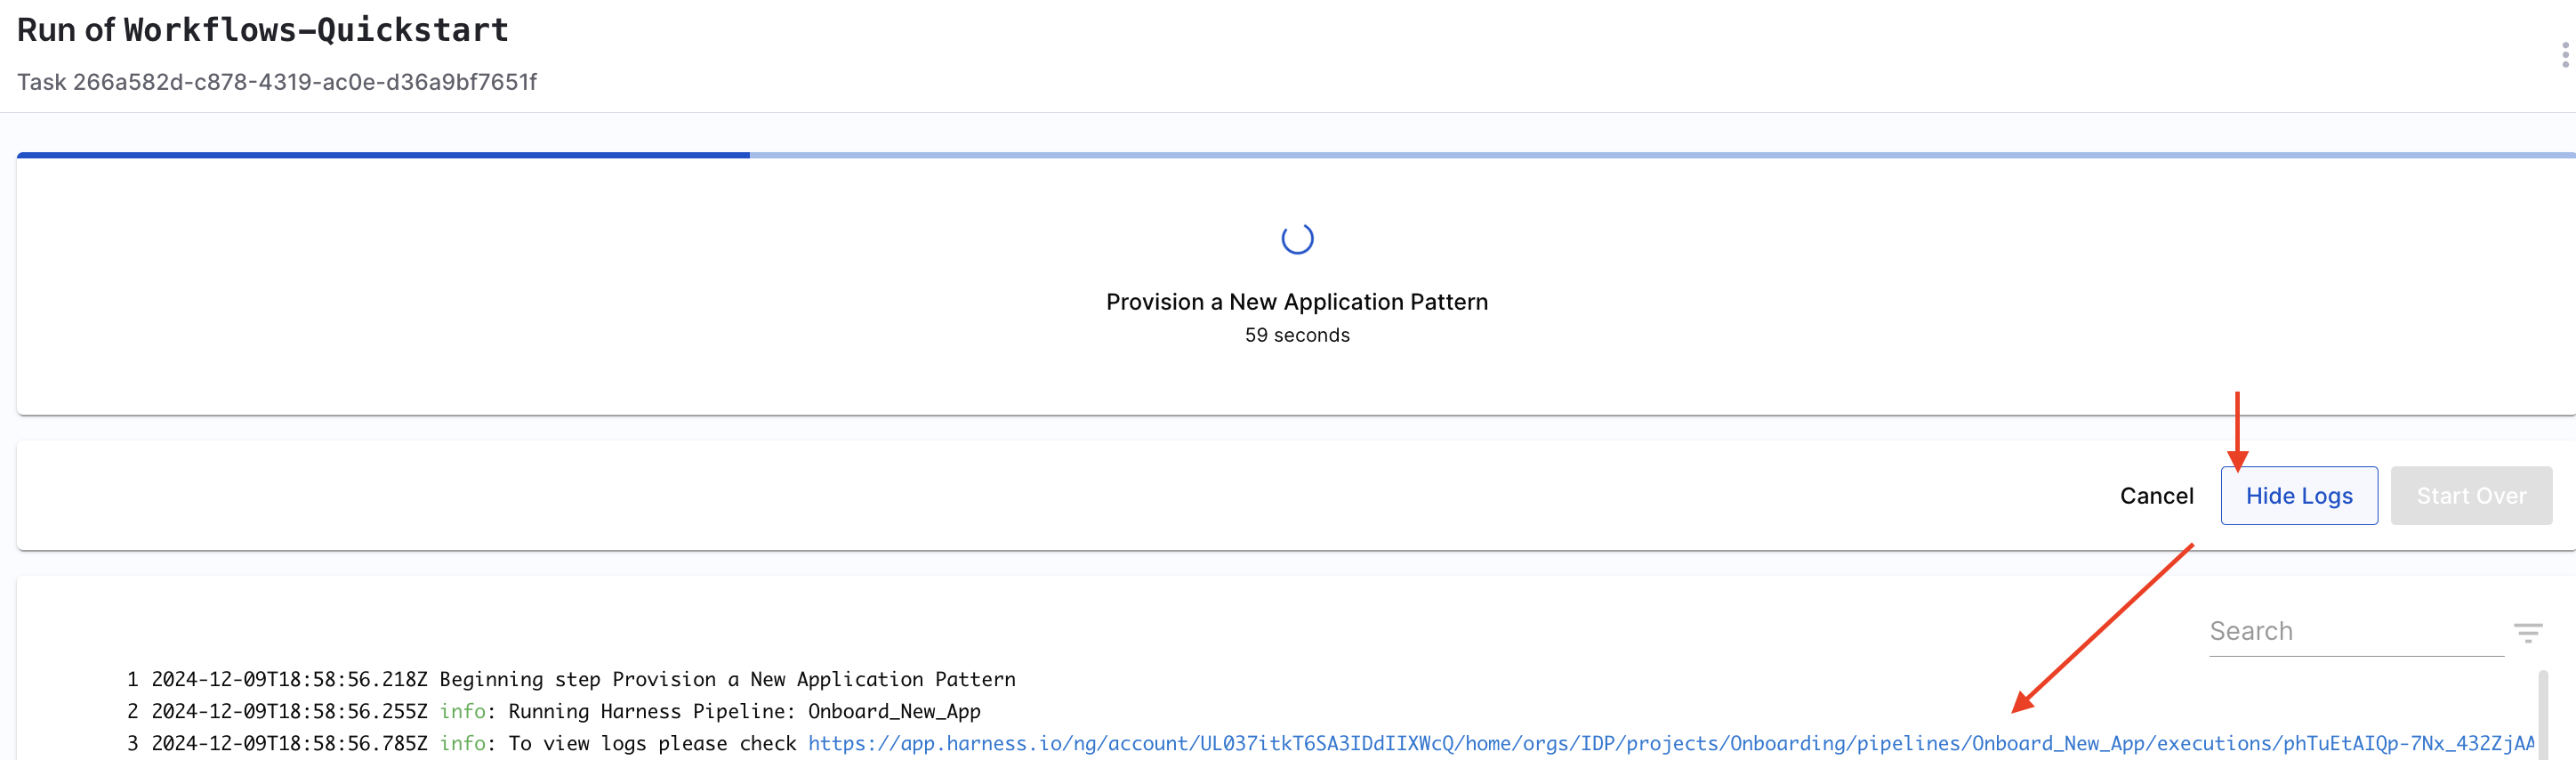 Run of Workflows-Quickstart
Task 266a582d-c878-4319-ac0e-d36a9bf7651f
Provision a New Application Pattern
59 seconds
Cancel Hide Logs Start Over
Search
1 2024-12-09T18:58:56.218Z Beginning step Provision a New Application Pattern
2 2024-12-09T18:58:56.255Z info: Running Harness Pipeline: Onboard_New_App
3 2024-12-09T18:58:56.785Z info: To view logs please check https://app.harness.io/ng/account/UL037itkT6SA3IDdIIXWcQ/home/orgs/IDP/projects/Onboarding/pipelines/Onboard_New_App/executions/phTuEtAIQp-7Nx_432ZjAA